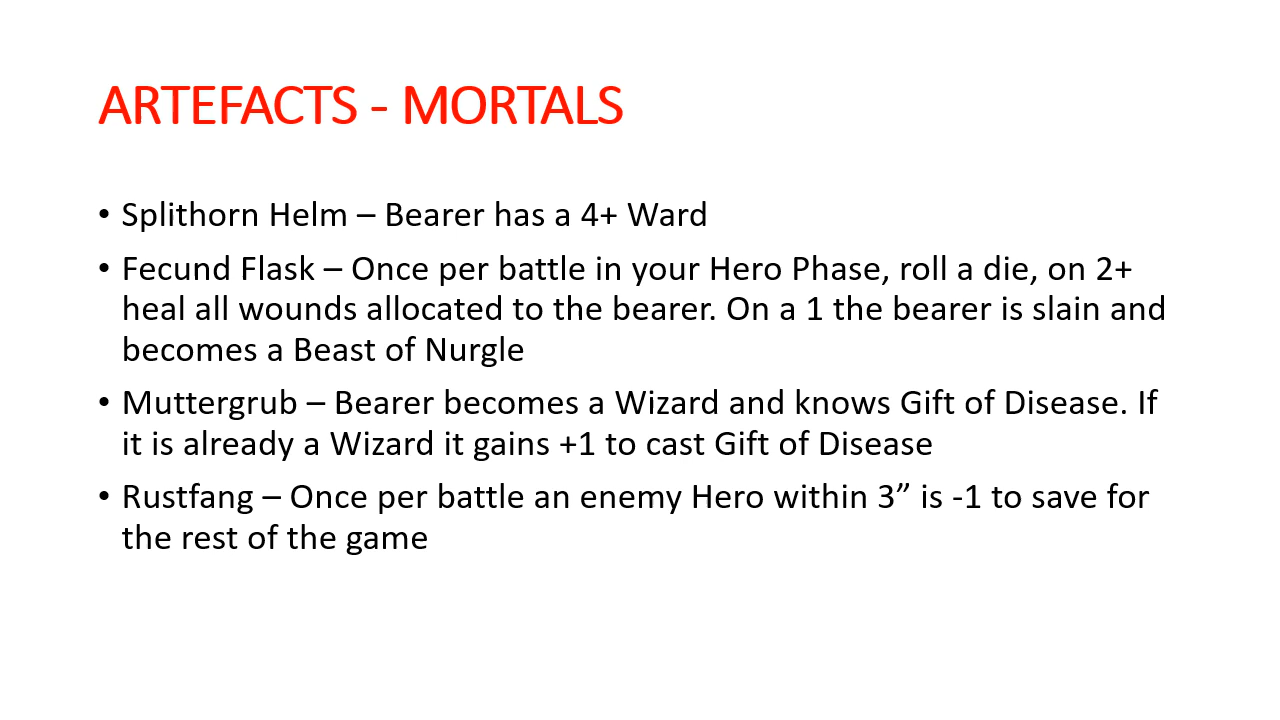 ARTEFACTS - MORTALS
• Splithorn Helm – Bearer has a 4+ Ward
• Fecund Flask – Once per battle in your Hero Phase, roll a die, on 2+
heal all wounds allocated to the bearer. On a 1 the bearer is slain and
becomes a Beast of Nurgle
• Muttergrub – Bearer becomes a Wizard and knows Gift of Disease. If
it is already a Wizard it gains +1 to cast Gift of Disease
• Rustfang – Once per battle an enemy Hero within 3” is -1 to save for
the rest of the game